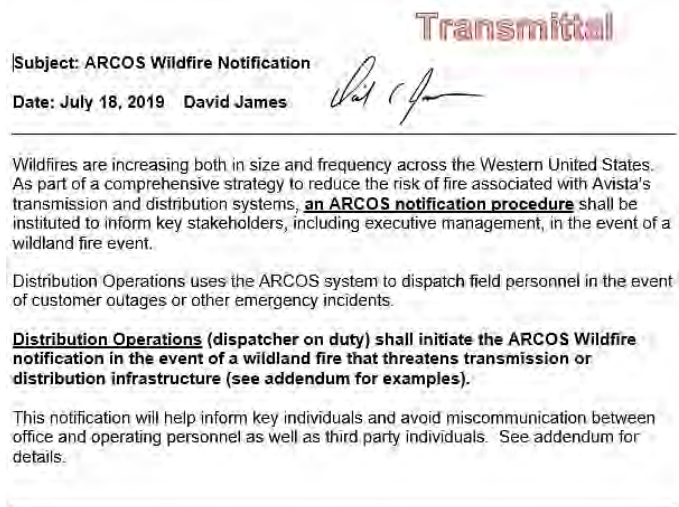 Transmittal
Subject: ARCOS Wildfire Notification
Date: July 18, 2019 David James
Wildfires are increasing both in size and frequency across the Western United States.
As part of a comprehensive strategy to reduce the risk of fire associated with Avista's
transmission and distribution systems, an ARCOS notification procedure shall be
instituted to inform key stakeholders, including executive management, in the event of a
wildland fire event.
Distribution Operations uses the ARCOS system to dispatch field personnel in the event
of customer outages or other emergency incidents.
Distribution Operations (dispatcher on duty) shall initiate the ARCOS Wildfire
notification in the event of a wildland fire that threatens transmission or
distribution infrastructure (see addendum for examples).
This notification will help inform key individuals and avoid miscommunication between
office and operating personnel as well as third party individuals. See addendum for
details.